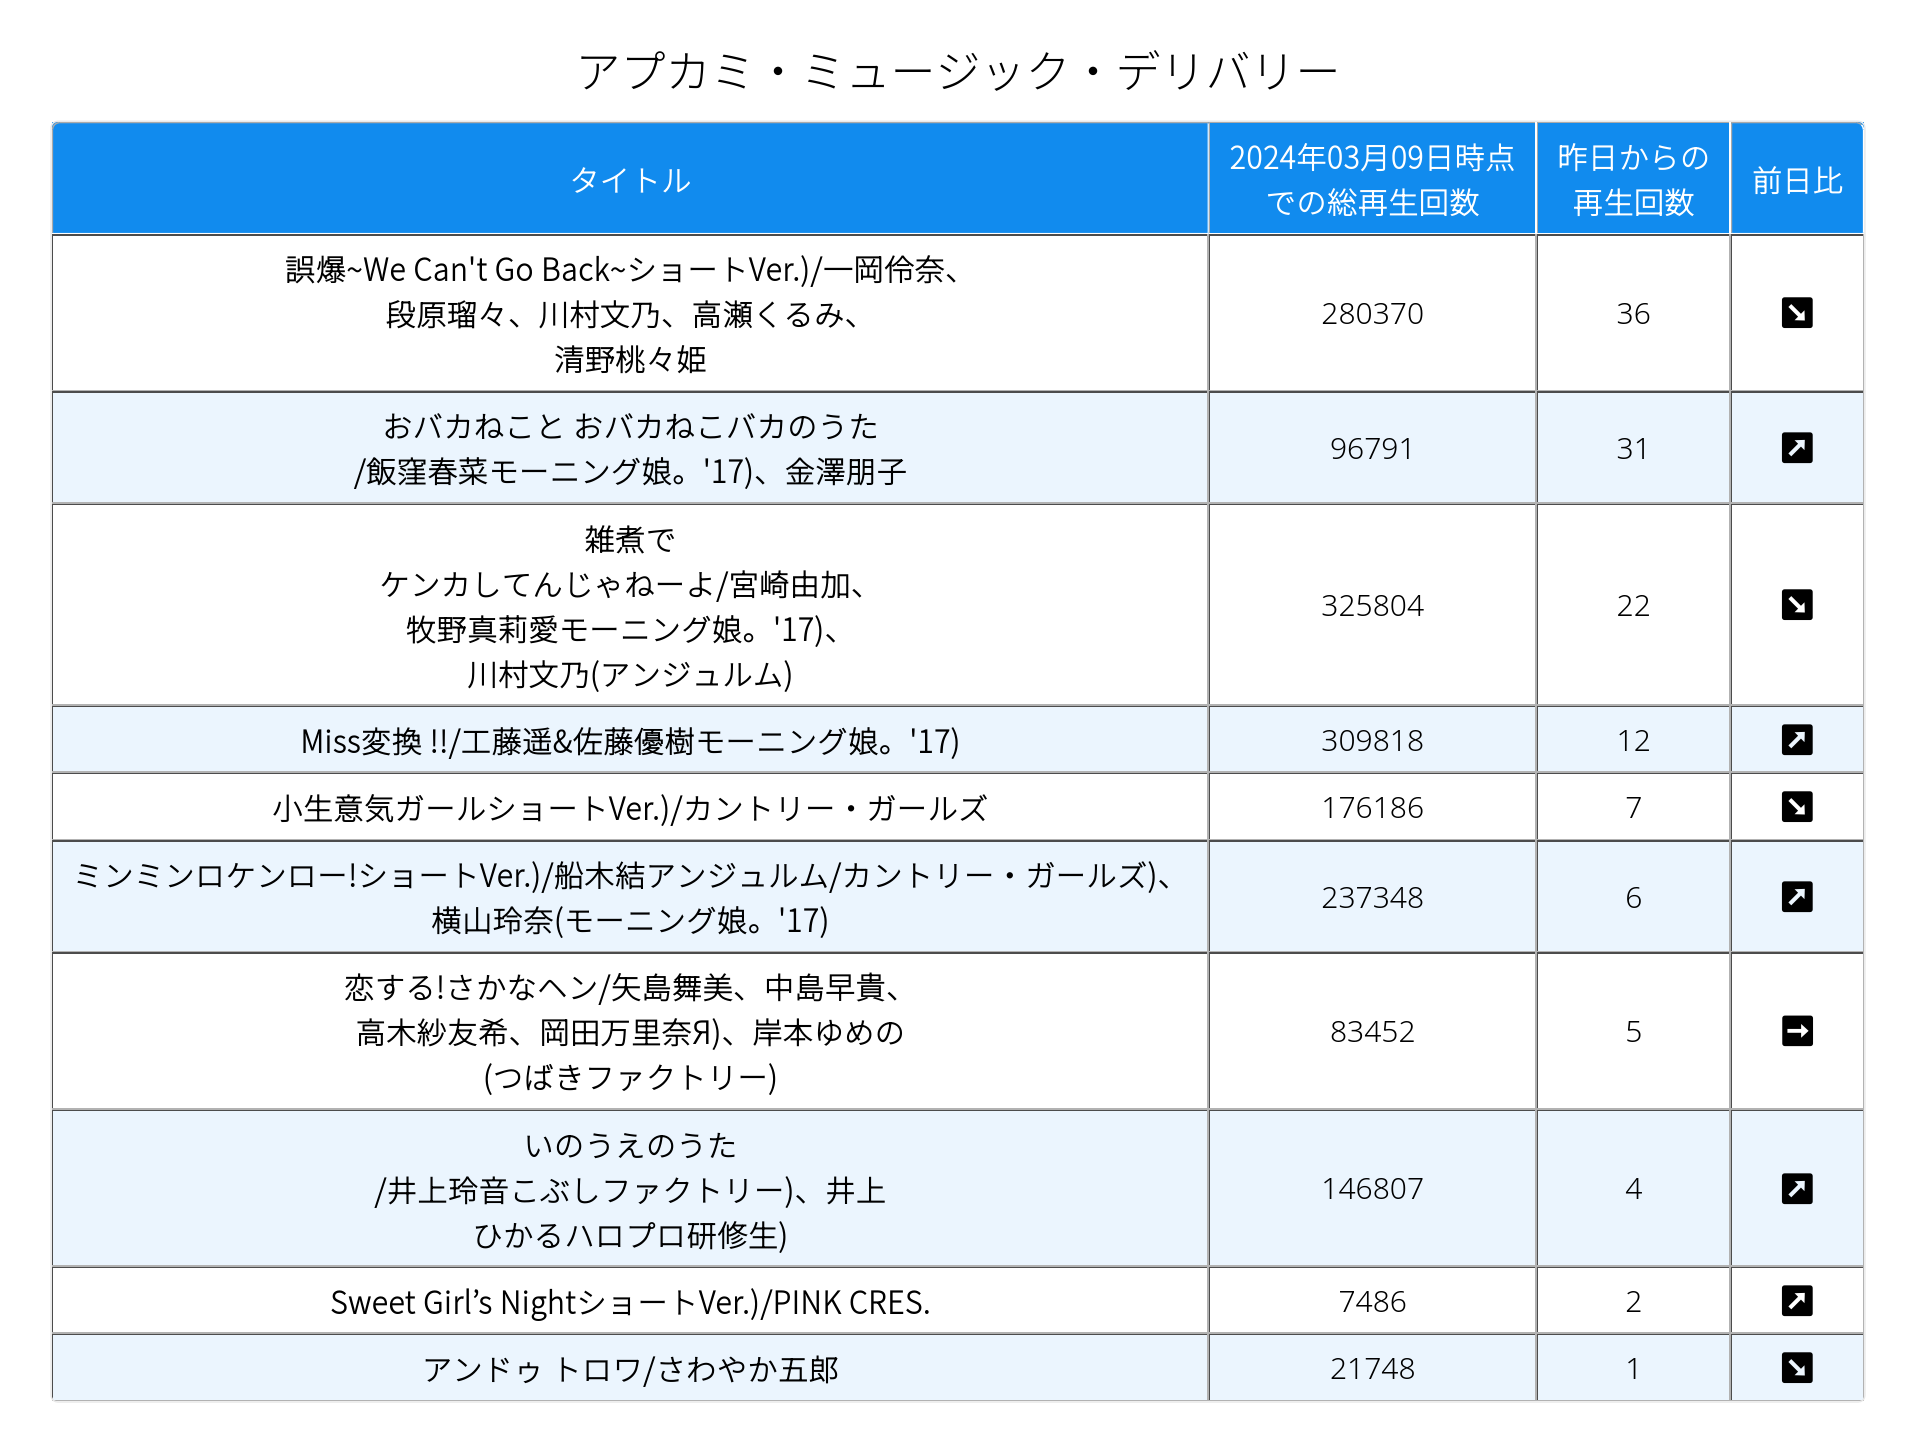 アプカミ・ミュージック・デリバリー
タイトル
2024年03月09日時点
での総再生回数
昨日からの
再生回数
前日比
誤爆~We Can't Go Back~ショートVer.)/一岡伶奈、
段原瑠々、川村文乃、高瀬くるみ、
清野桃々姫
280370
36
↘
おバカねこと おバカねこバカのうた
/飯窪春菜モーニング娘。'17)、金澤朋子
96791
31
↗
雑煮で
ケンカしてんじゃねーよ/宮崎由加、
牧野真莉愛モーニング娘。'17)、
川村文乃(アンジュルム)
325804
22
↘
Miss変換 !!/工藤遥&佐藤優樹モーニング娘。'17)
309818
12
↗
小生意気ガールショートVer.)/カントリー・ガールズ
176186
7
↘
ミンミンロケンロー!ショートVer.)/船木結アンジュルム/カントリー・ガールズ)、
横山玲奈(モーニング娘。'17)
237348
6
↗
恋する!さかなヘン/矢島舞美、中島早貴、
高木紗友希、岡田万里奈Я)、岸本ゆめの
(つばきファクトリー)
83452
5
→
いのうえのうた
/井上玲音こぶしファクトリー)、井上
ひかるハロプロ研修生)
146807
4
↗
Sweet Girl’s NightショートVer.)/PINK CRES.
7486
2
↗
アンドゥ トロワ/さわやか五郎
21748
1
↘